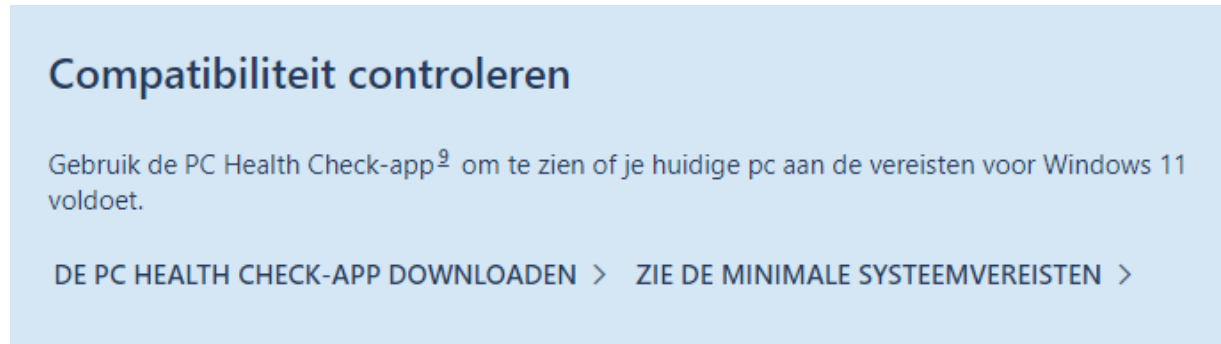 Compatibiliteit controleren
Gebruik de PC Health Check-app⁹ om te zien of je huidige pc aan de vereisten voor Windows 11
voldoet.
DE PC HEALTH CHECK-APP DOWNLOADEN > ZIE DE MINIMALE SYSTEEMVEREISTEN >